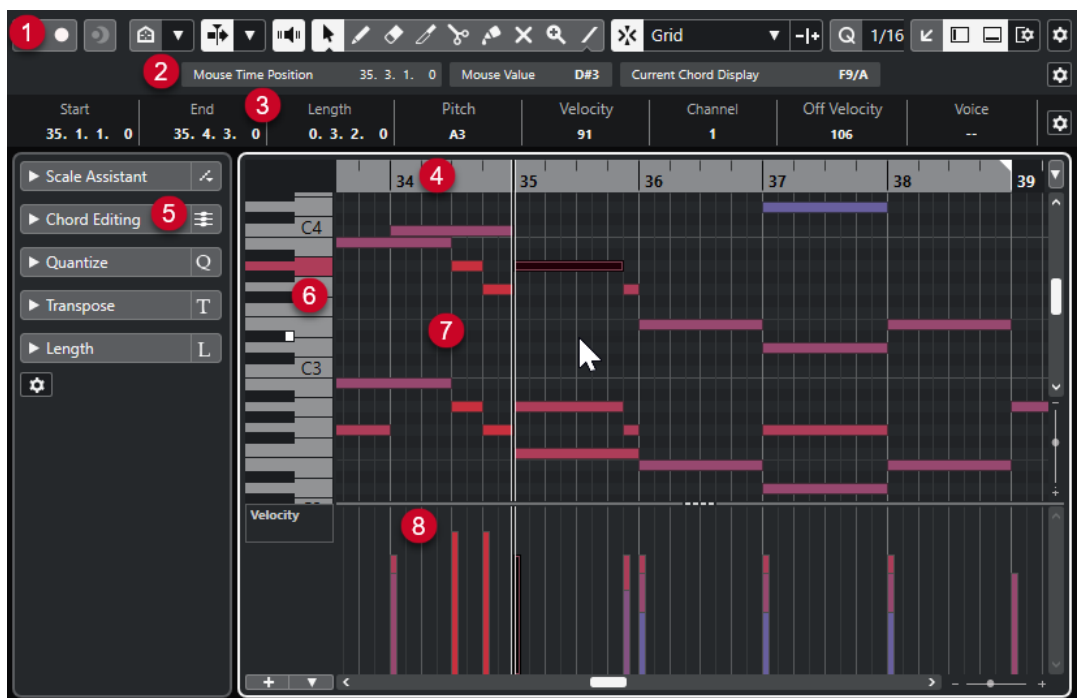 1
Grid
Q 1/16
2 Mouse Time Position 35. 3. 1. 0 Mouse Value D#3 Current Chord Display F9/A
3
Start End Length Pitch Velocity Channel Off Velocity Voice
35. 1. 1. 0 35. 4. 3. 0 0. 3. 2. 0 A3 91 1 106 --
Scale Assistant
34 4 35 36 37 38 39
Chord Editing 5
C4
Quantize Q
6
Transpose T
7
Length L
C3
Velocity
8